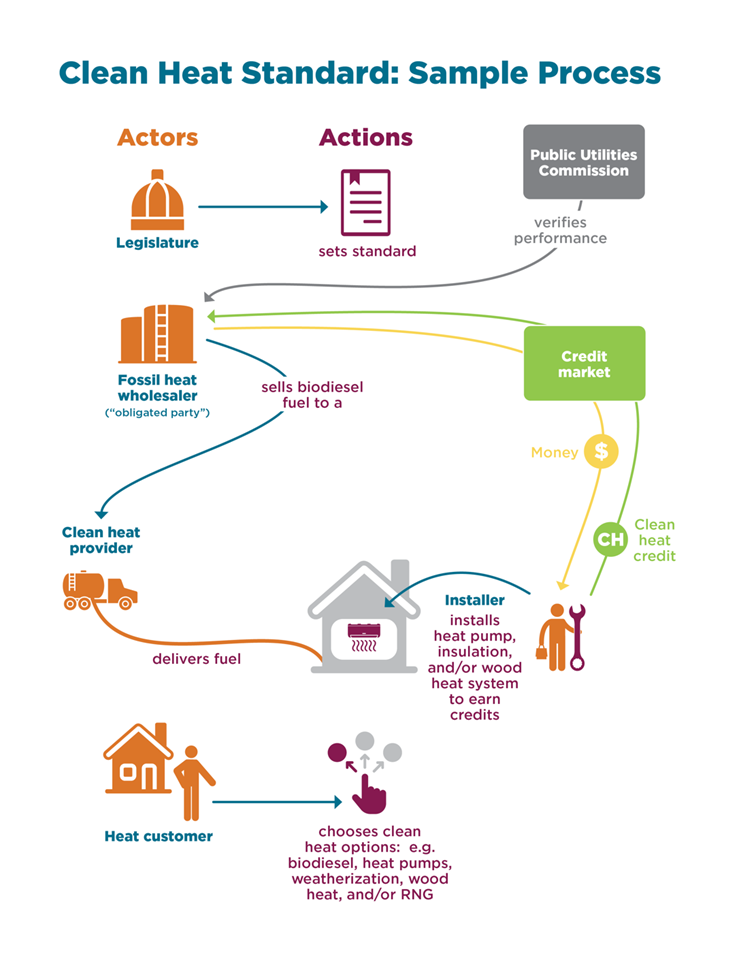 Clean Heat Standard: Sample Process
Actors
Actions
Public Utilities
Commission
Legislature
sets standard
verifies
performance
Fossil heat
wholesaler
(“obligated party”)
sells biodiesel
fuel to a
Credit
market
Money
$
Clean heat
provider
CH
Clean
heat
credit
delivers fuel
Installer
installs
heat pump,
insulation,
and/or wood
heat system
to earn
credits
Heat customer
chooses clean
heat options: e.g.
biodiesel, heat pumps,
weatherization, wood
heat, and/or RNG